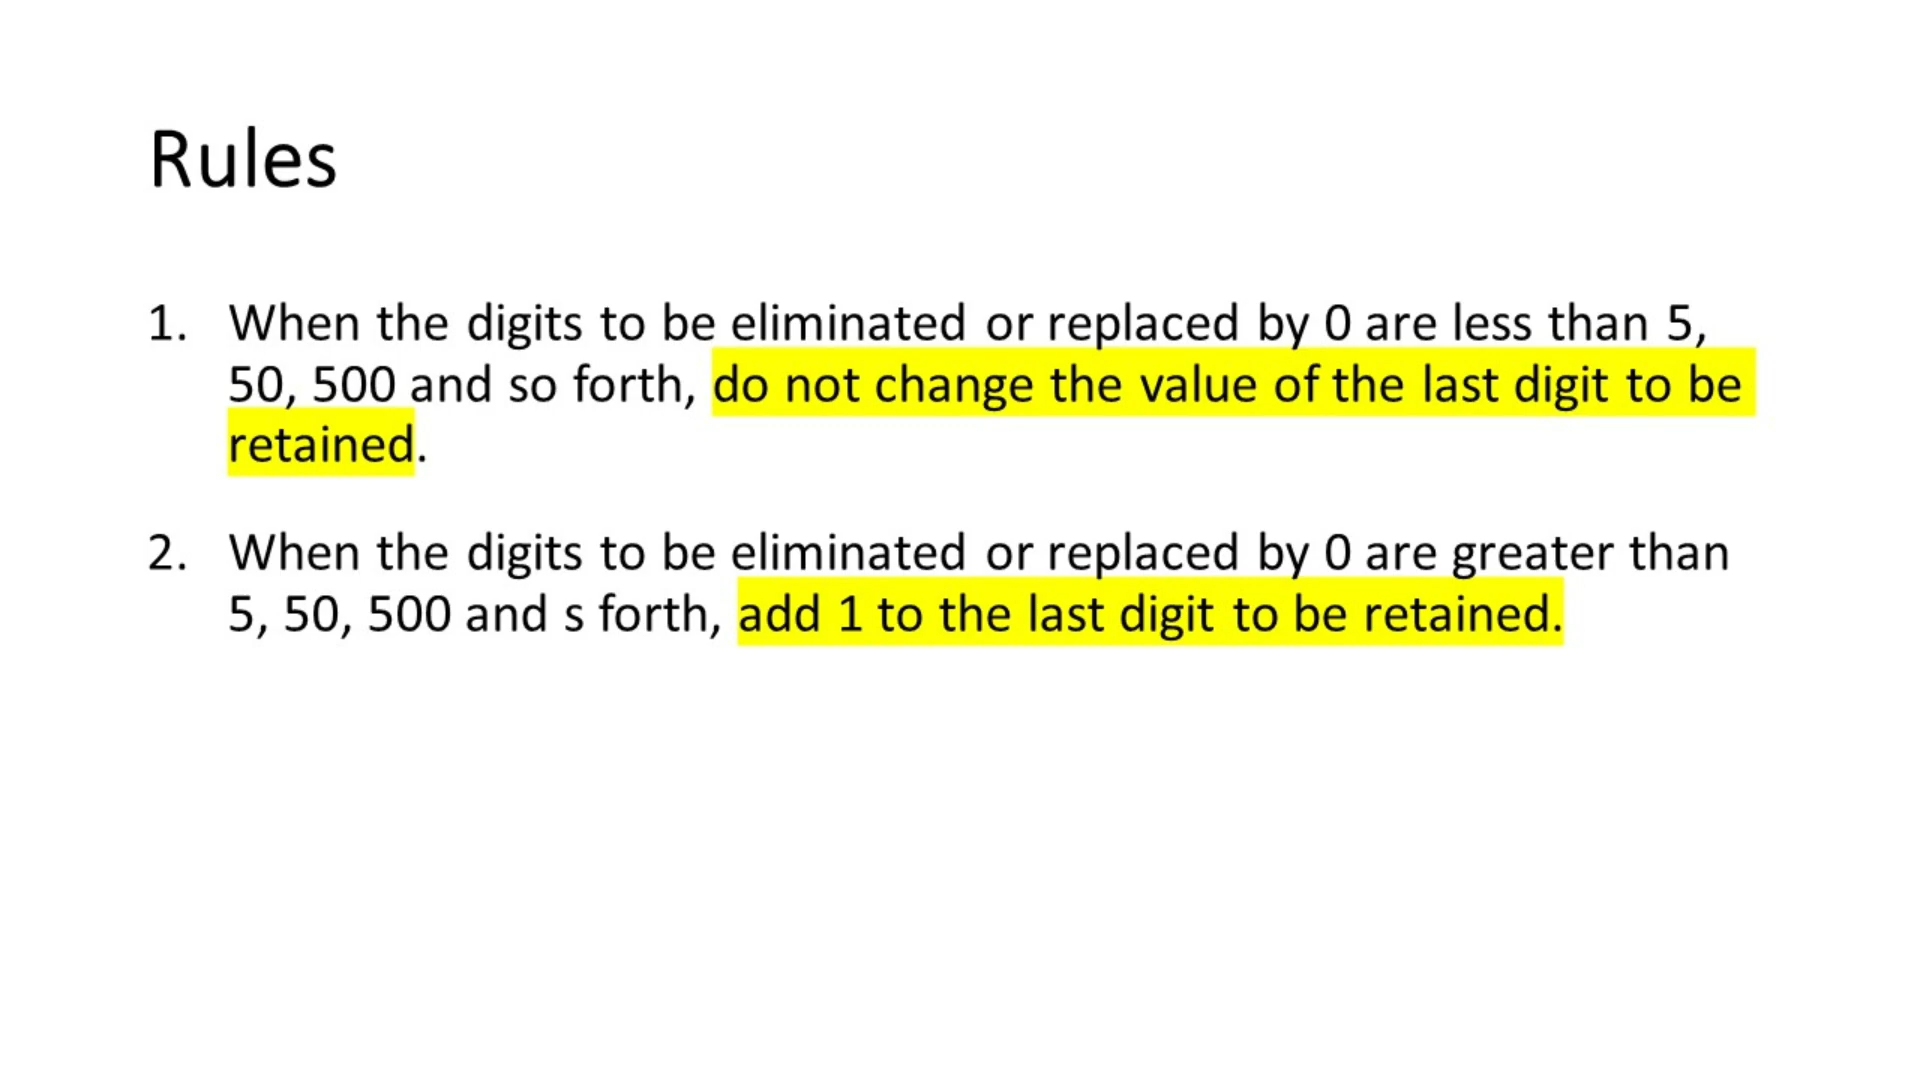 Rules
1. When the digits to be eliminated or replaced by 0 are less than 5,
50, 500 and so forth, do not change the value of the last digit to be
retained.
2. When the digits to be eliminated or replaced by 0 are greater than
5, 50, 500 and s forth, add 1 to the last digit to be retained.